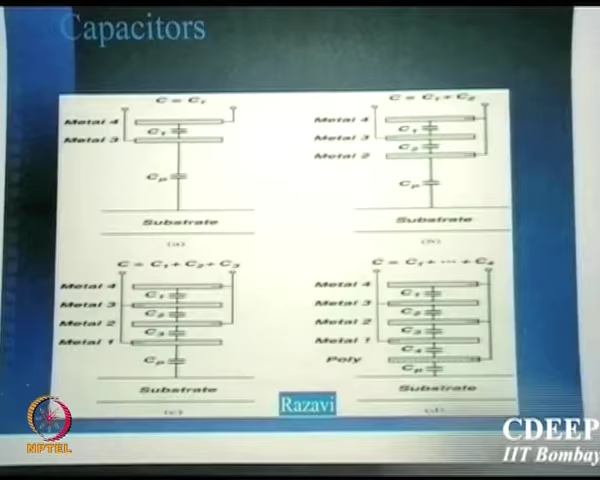 Capacitors
C = C₁
Metal 4
C₁
Metal 3
Cₚ
Substrate
(a)
C = C₁ + C₂
Metal 4
C₁
Metal 3
C₂
Metal 2
Cₚ
Substrate
(b)
C = C₁ + C₂ + C₃
Metal 4
C₁
Metal 3
C₂
Metal 2
C₃
Metal 1
Cₚ
Substrate
(c)
C = C₁ + ··· + C₄
Metal 4
C₁
Metal 3
C₂
Metal 2
C₃
Metal 1
C₄
Poly
Cₚ
Substrate
(d)
Razavi
NPTEL
CDEEP
IIT Bombay